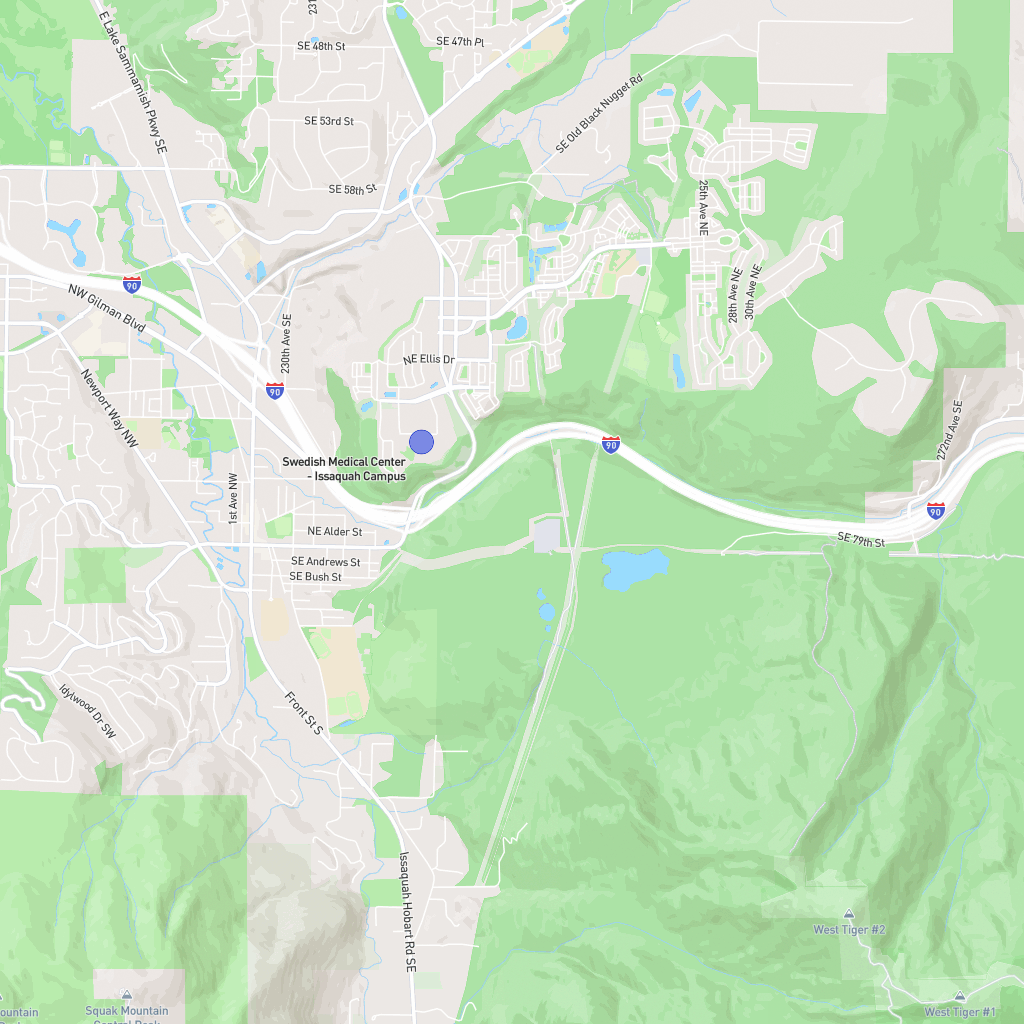 231
SE 48th St
SE 47th Pl
E Lake Sammamish Pkwy SE
SE Old Black Nugget Rd
SE 53rd St
SE 58th St
25th Ave NE
28th Ave NE
30th Ave NE
90
NW Gilman Blvd
230th Ave SE
NE Ellis Dr
90
Newport Way NW
272nd Ave SE
90
Swedish Medical Center
- Issaquah Campus
1st Ave NW
90
NE Alder St
SE 79th St
SE Andrews St
SE Bush St
Idylwood Dr SW
Front St S
Issaquah Hobart Rd SE
West Tiger #2
Squak Mountain
Central Peak
West Tiger #1